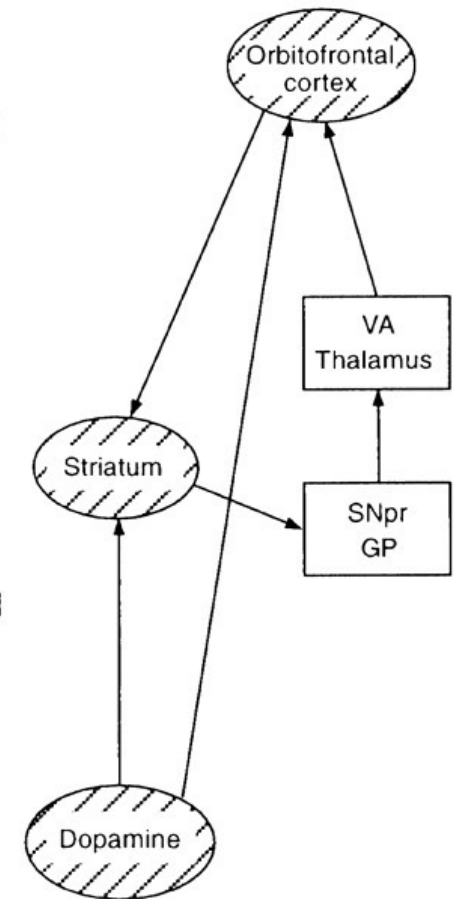 Orbitofrontal
cortex
VA
Thalamus
Striatum
SNpr
GP
Dopamine